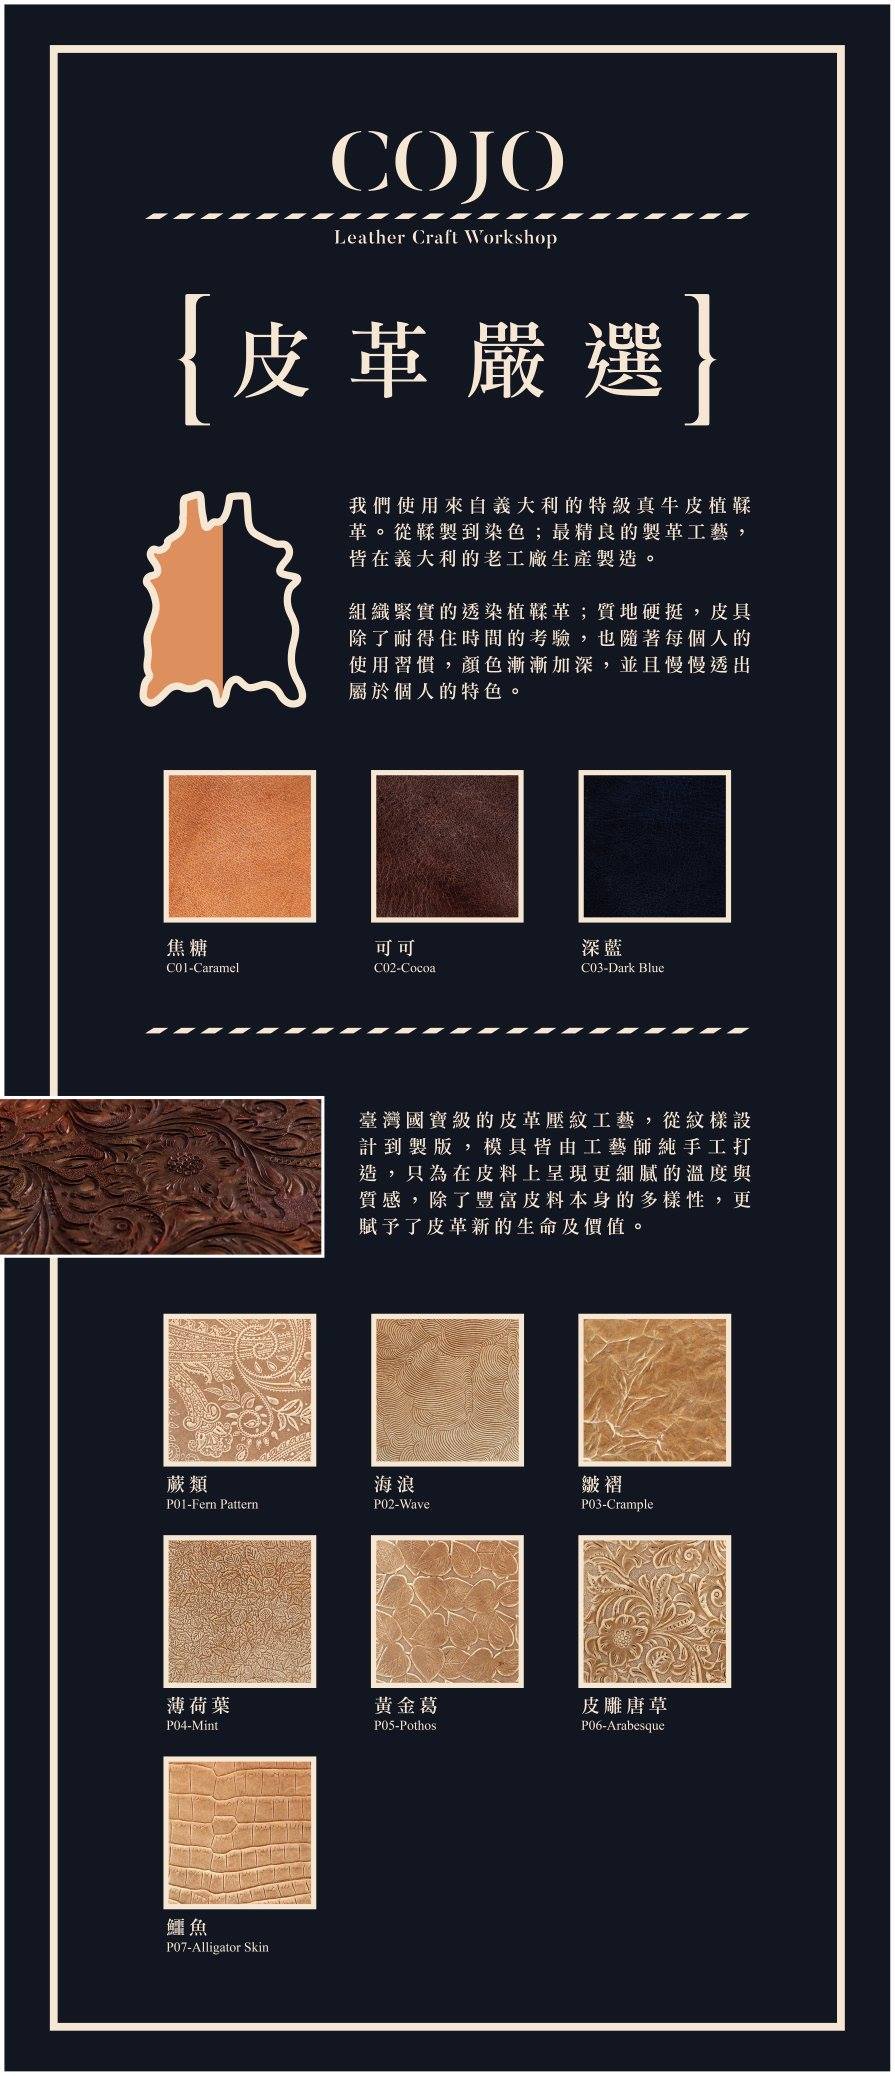 COJO
Leather Craft Workshop
{皮革嚴選}
我們使用來自義大利的特級真牛皮植鞣
革。從鞣製到染色；最精良的製革工藝，
皆在義大利的老工廠生產製造。
組織緊實的透染植鞣革；質地硬挺，皮具
除了耐得住時間的考驗，也隨著每個人的
使用習慣，顏色漸漸加深，並且慢慢透出
屬於個人的特色。
焦糖
C01-Caramel
可可
C02-Cocoa
深藍
C03-Dark Blue
臺灣國寶級的皮革壓紋工藝，從紋樣設
計到製版，模具皆由工藝師純手工打
造，只為在皮料上呈現更細膩的溫度與
質感，除了豐富皮料本身的多樣性，更
賦予了皮革新的生命及價值。
蕨類
P01-Fern Pattern
海浪
P02-Wave
皺褶
P03-Crample
薄荷葉
P04-Mint
黃金葛
P05-Pothos
皮雕唐草
P06-Arabesque
鱷魚
P07-Alligator Skin